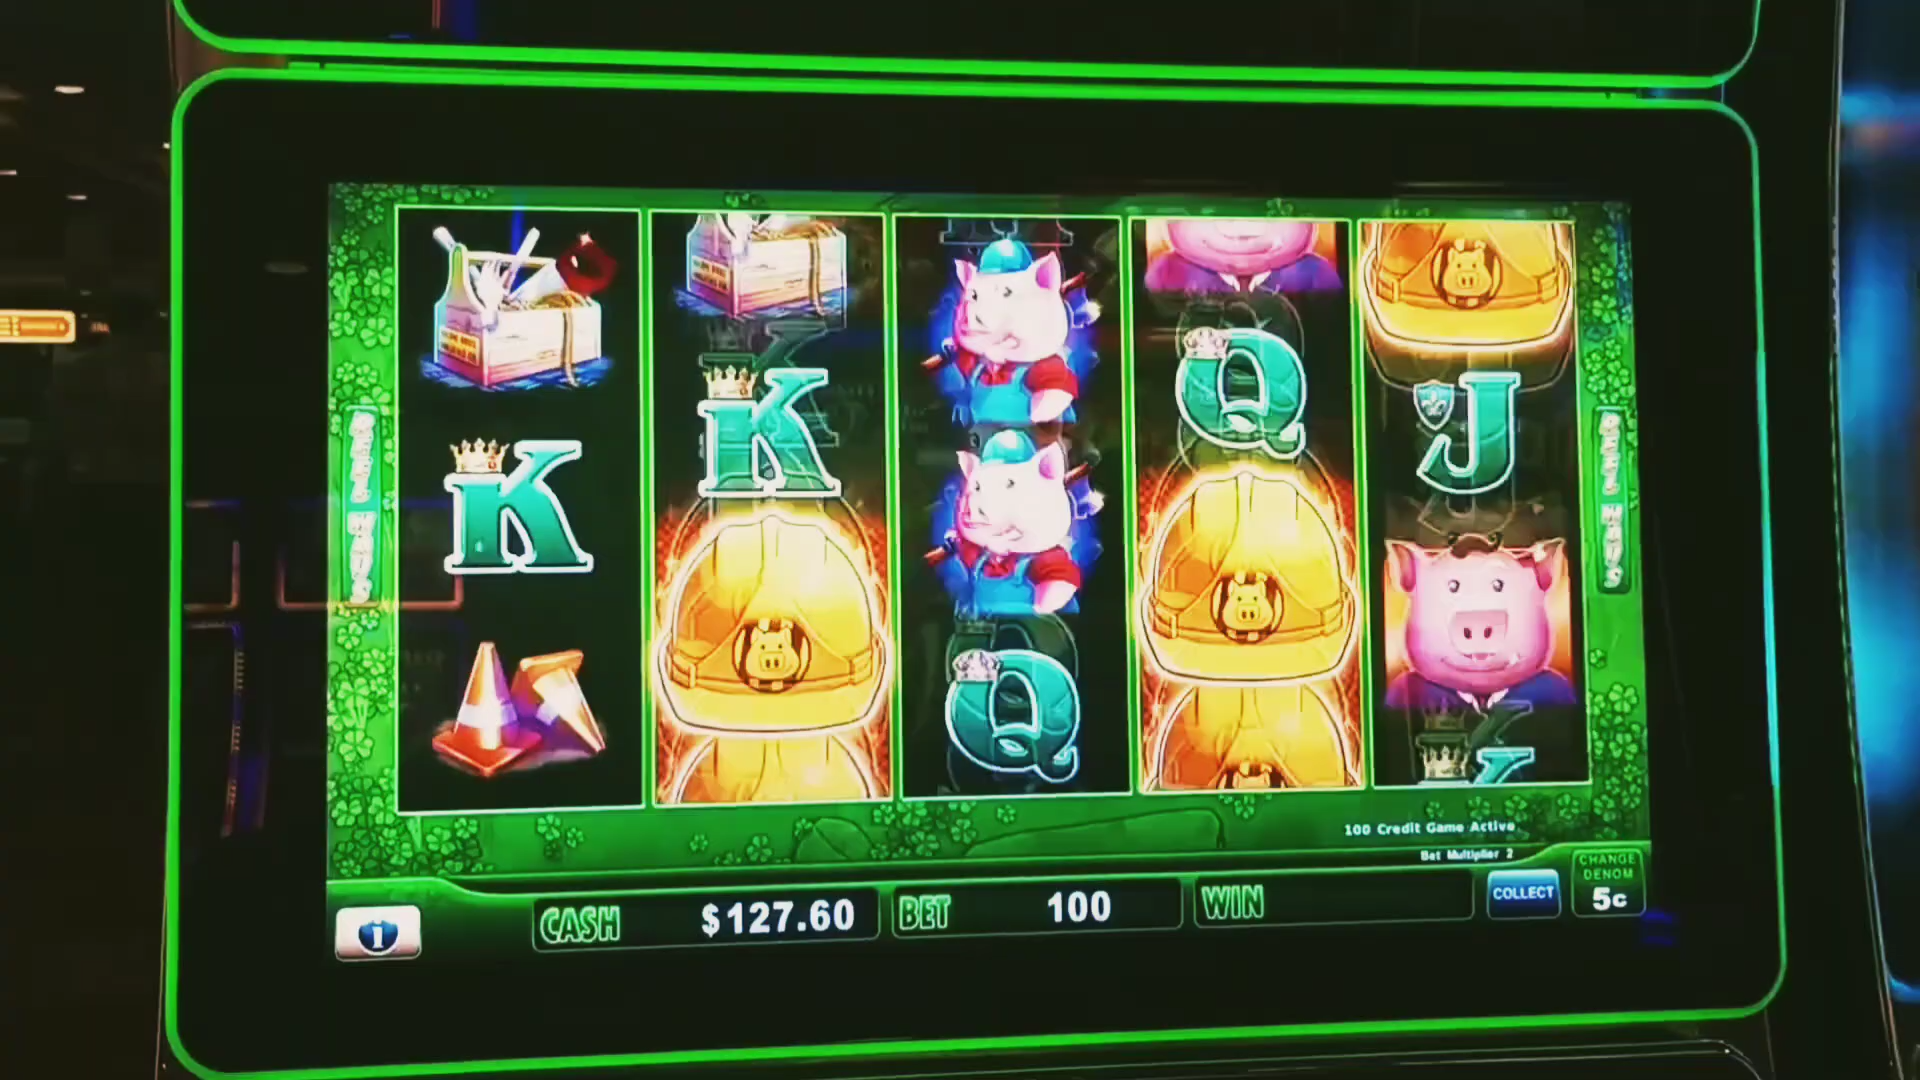 K
K
Q
Q
J
100 Credit Game Active
Bet Multiplier 2
CASH $127.60
BET 100
WIN
COLLECT
CHANGE
DENOM
5c